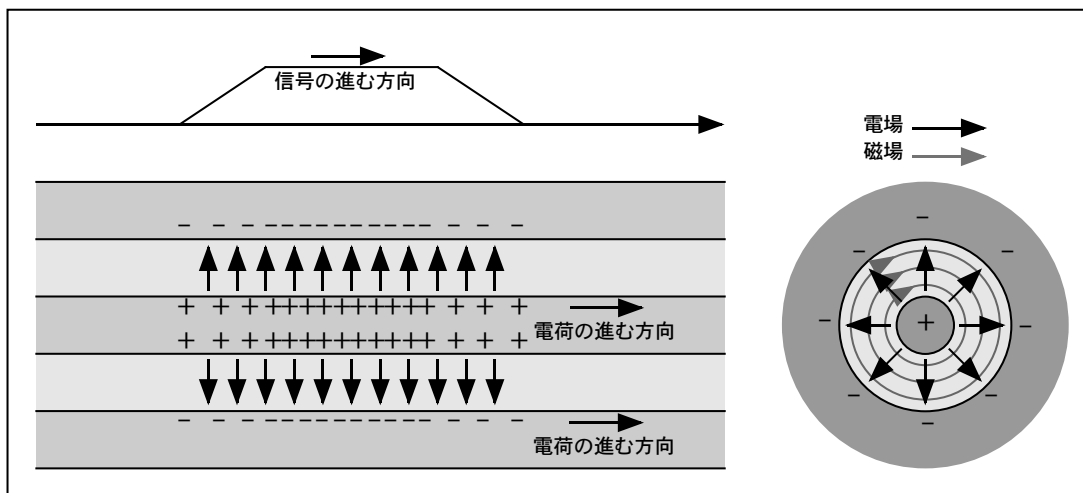 信号の進む方向
電場
磁場
− − − − − − − − − − − − − − − −
+ + + + + + + + + + + + + + + +
電荷の進む方向
+ + + + + + + + + + + + + + + +
− − − − − − − − − − − − − − − −
電荷の進む方向
−
− −
− + −
− −
−